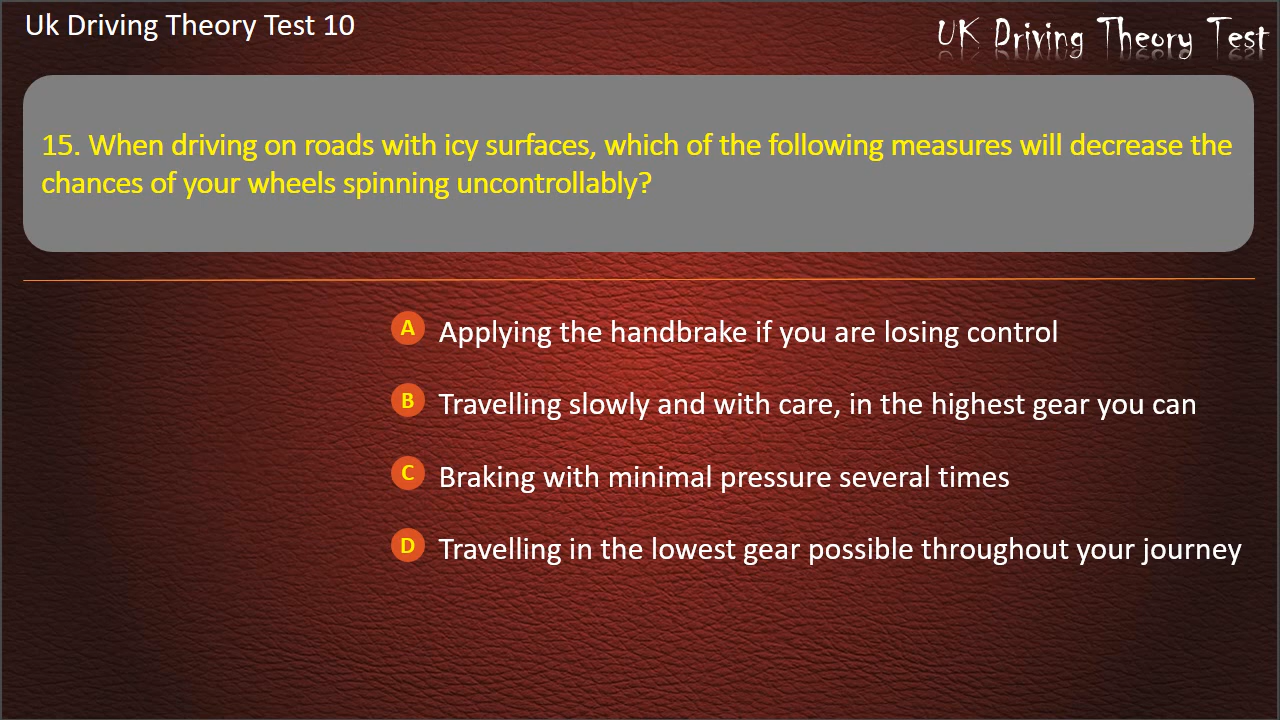 Uk Driving Theory Test 10
UK Driving Theory Test
15. When driving on roads with icy surfaces, which of the following measures will decrease the
chances of your wheels spinning uncontrollably?
A Applying the handbrake if you are losing control
B Travelling slowly and with care, in the highest gear you can
C Braking with minimal pressure several times
D Travelling in the lowest gear possible throughout your journey